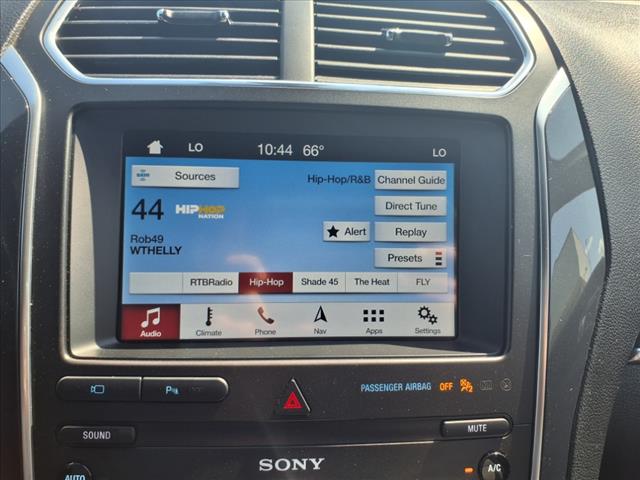 LO 10:44 66° LO
Sources
Hip-Hop/R&B
Channel Guide
44 HIPHOP NATION
Direct Tune
Rob49
WTHELLY
Alert
Replay
Presets
RTBRadio Hip-Hop Shade 45 The Heat FLY
Audio Climate Phone Nav Apps Settings
PASSENGER AIRBAG OFF
SOUND
MUTE
SONY
AUTO
A/C